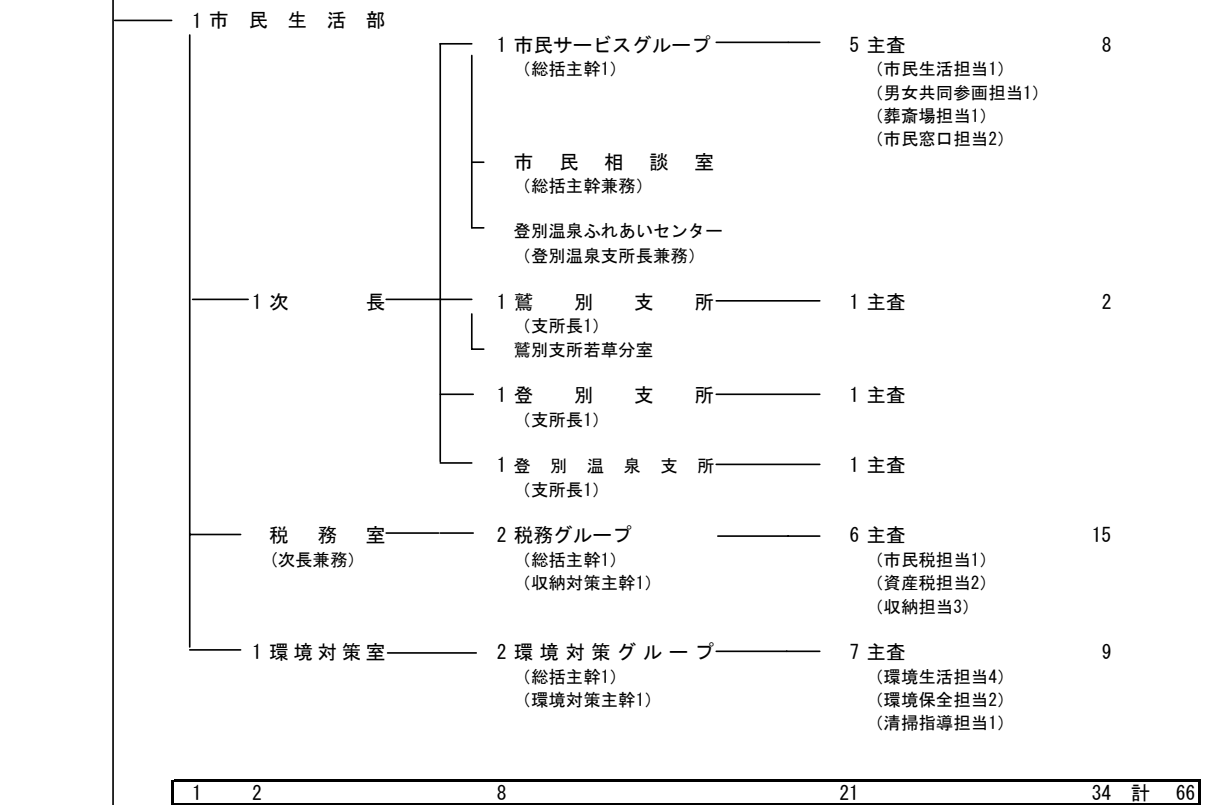 1 市民生活部
1 市民サービスグループ 5 主査 8
（総括主幹1） （市民生活担当1）
（男女共同参画担当1）
（葬斎場担当1）
（市民窓口担当2）
市民相談室
（総括主幹兼務）
登別温泉ふれあいセンター
（登別温泉支所長兼務）
1 次長 1 鷲別支所 1 主査 2
（支所長1）
鷲別支所若草分室
1 登別支所 1 主査
（支所長1）
1 登別温泉支所 1 主査
（支所長1）
税務室 2 税務グループ 6 主査 15
（次長兼務） （総括主幹1） （市民税担当1）
（収納対策主幹1） （資産税担当2）
（収納担当3）
1 環境対策室 2 環境対策グループ 7 主査 9
（総括主幹1） （環境生活担当4）
（環境対策主幹1） （環境保全担当2）
（清掃指導担当1）
1 2 8 21 34 計 66